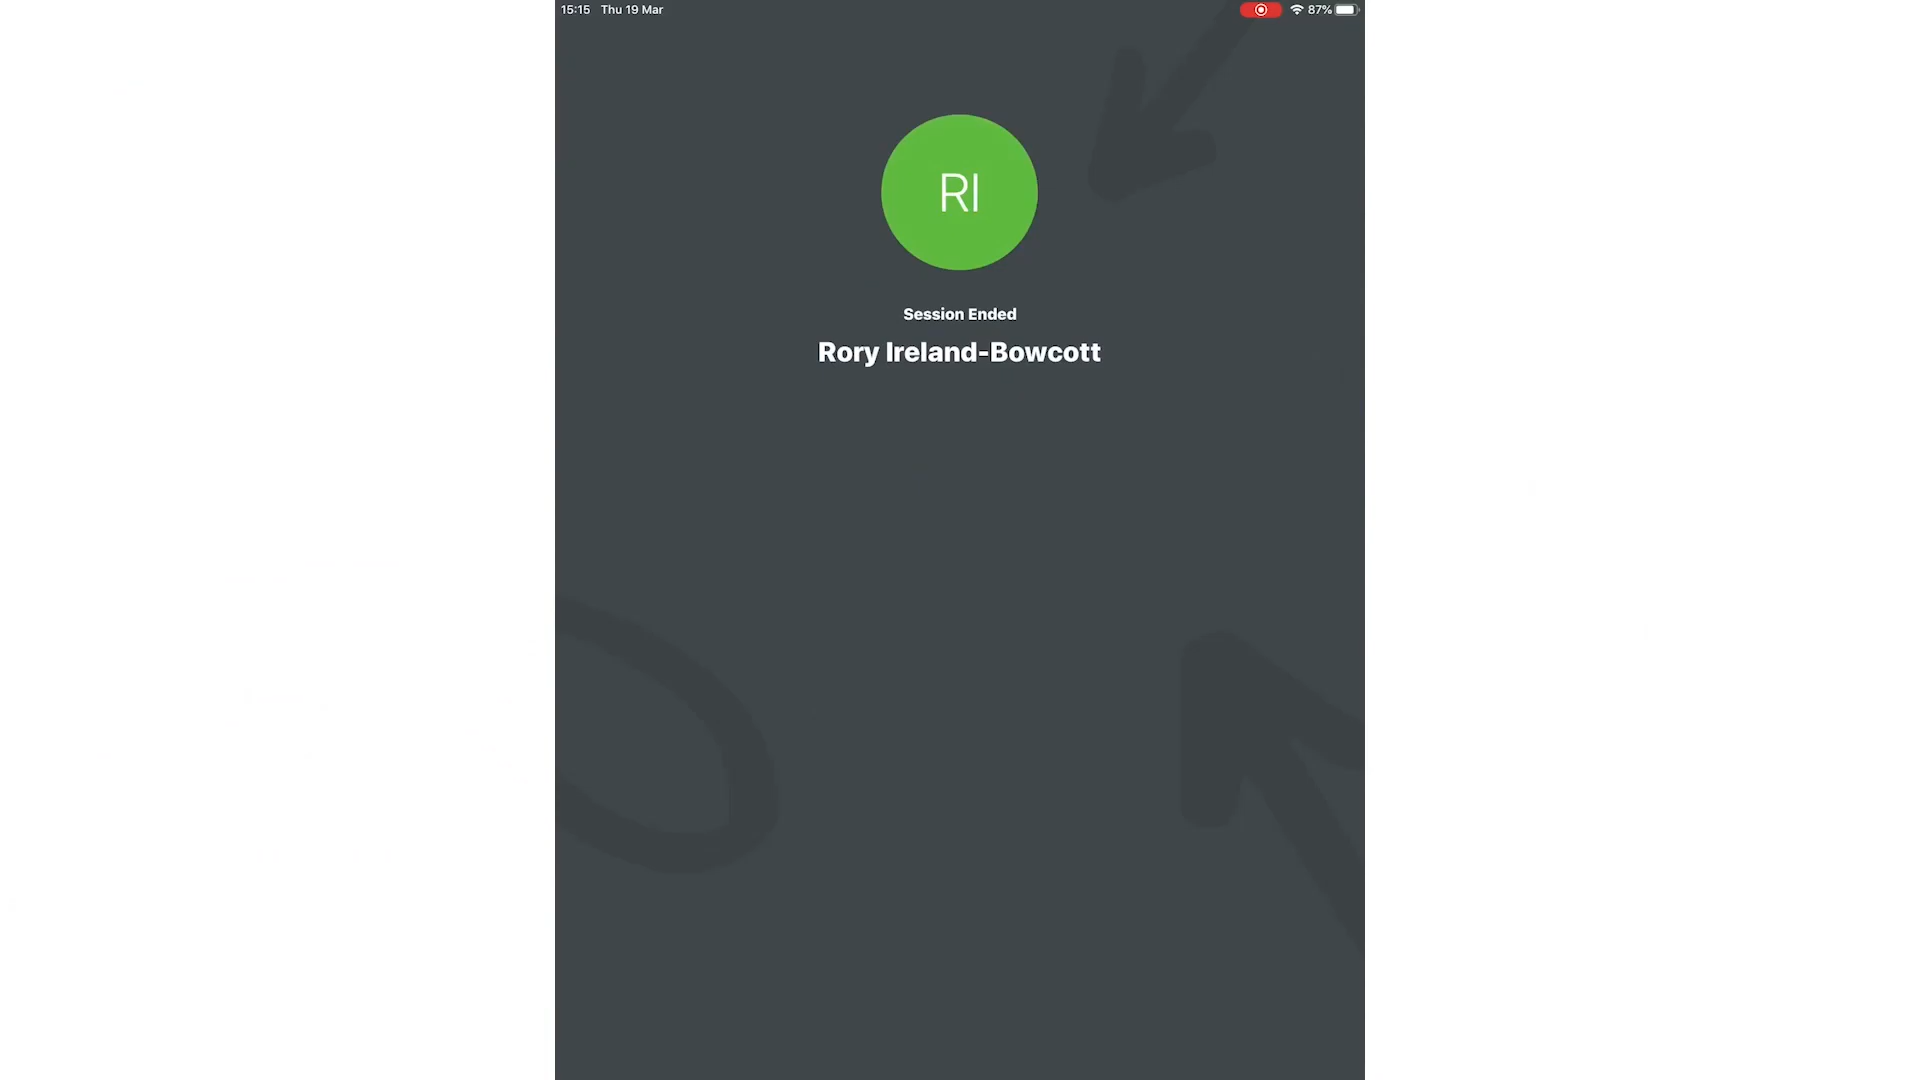 15:15 Thu 19 Mar
87%
RI
Session Ended
Rory Ireland-Bowcott